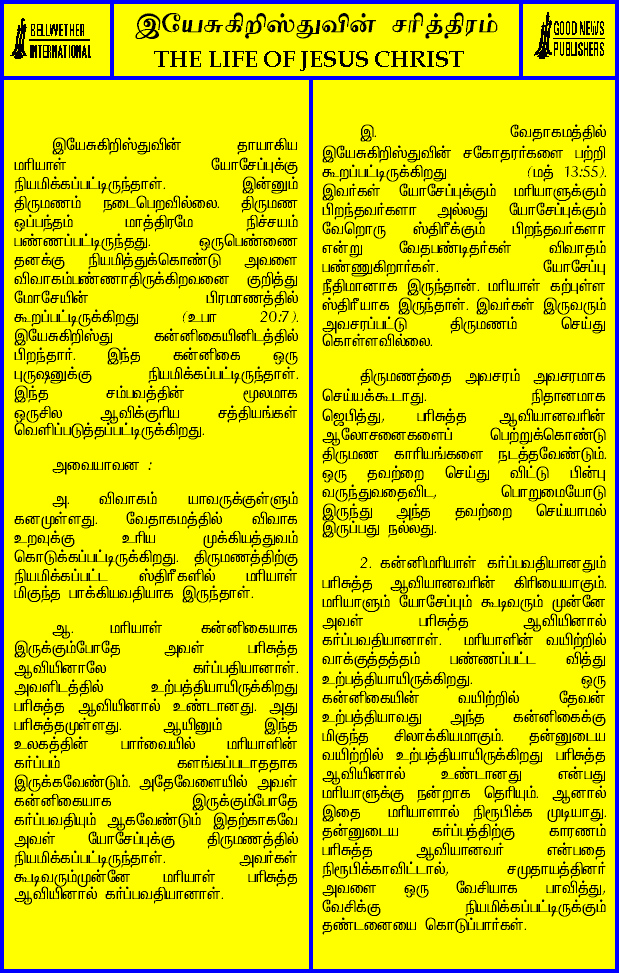 BELLWETHER
INTERNATIONAL
இயேசுகிறிஸ்துவின் சரித்திரம்
THE LIFE OF JESUS CHRIST
GOOD NEWS
PUBLISHERS
இயேசுகிறிஸ்துவின் தாயாகிய
மரியாள் யோசேப்புக்கு
நியமிக்கப்பட்டிருந்தாள். இன்னும்
திருமணம் நடைபெறவில்லை. திருமண
ஒப்பந்தம் மாத்திரமே நிச்சயம்
பண்ணப்பட்டிருந்தது. ஒருபெண்ணை
தனக்கு நியமித்துக்கொண்டு அவளை
விவாகம்பண்ணாதிருக்கிறவனை குறித்து
மோசேயின் பிரமாணத்தில்
கூறப்பட்டிருக்கிறது (உபா 20:7).
இயேசுகிறிஸ்து கன்னிகையினிடத்தில்
பிறந்தார். இந்த கன்னிகை ஒரு
புருஷனுக்கு நியமிக்கப்பட்டிருந்தாள்.
இந்த சம்பவத்தின் மூலமாக
ஒருசில ஆவிக்குரிய சத்தியங்கள்
வெளிப்படுத்தப்பட்டிருக்கிறது.
அவையாவன :
அ. விவாகம் யாவருக்குள்ளும்
கனமுள்ளது. வேதாகமத்தில் விவாக
உறவுக்கு உரிய முக்கியத்துவம்
கொடுக்கப்பட்டிருக்கிறது. திருமணத்திற்கு
நியமிக்கப்பட்ட ஸ்திரீகளில் மரியாள்
மிகுந்த பாக்கியவதியாக இருந்தாள்.
ஆ. மரியாள் கன்னிகையாக
இருக்கும்போதே அவள் பரிசுத்த
ஆவியினாலே கர்ப்பதியானாள்.
அவளிடத்தில் உற்பத்தியாயிருக்கிறது
பரிசுத்த ஆவியினால் உண்டானது. அது
பரிசுத்தமுள்ளது. ஆயினும் இந்த
உலகத்தின் பார்வையில் மரியாளின்
கர்ப்பம் களங்கப்படாததாக
இருக்கவேண்டும். அதேவேளையில் அவள்
கன்னிகையாக இருக்கும்போதே
கர்ப்பவதியும் ஆகவேண்டும் இதற்காகவே
அவள் யோசேப்புக்கு திருமணத்தில்
நியமிக்கப்பட்டிருந்தாள். அவர்கள்
கூடிவரும்முன்னே மரியாள் பரிசுத்த
ஆவியினால் கர்ப்பவதியானாள்.
இ. வேதாகமத்தில்
இயேசுகிறிஸ்துவின் சகோதரர்களை பற்றி
கூறப்பட்டிருக்கிறது (மத் 13:55).
இவர்கள் யோசேப்புக்கும் மரியாளுக்கும்
பிறந்தவர்களா அல்லது யோசேப்புக்கும்
வேறொரு ஸ்திரீக்கும் பிறந்தவர்களா
என்று வேதபண்டிதர்கள் விவாதம்
பண்ணுகிறார்கள். யோசேப்பு
நீதிமானாக இருந்தான். மரியாள் கற்புள்ள
ஸ்திரீயாக இருந்தாள். இவர்கள் இருவரும்
அவசரப்பட்டு திருமணம் செய்து
கொள்ளவில்லை.
திருமணத்தை அவசரம் அவசரமாக
செய்யக்கூடாது. நிதானமாக
ஜெபித்து, பரிசுத்த ஆவியானவரின்
ஆலோசனைகளைப் பெற்றுக்கொண்டு
திருமண காரியங்களை நடத்தவேண்டும்.
ஒரு தவற்றை செய்து விட்டு பின்பு
வருந்துவதைவிட, பொறுமையோடு
இருந்து அந்த தவற்றை செய்யாமல்
இருப்பது நல்லது.
2. கன்னிமரியாள் கர்ப்பவதியானதும்
பரிசுத்த ஆவியானவரின் கிரியையாகும்.
மரியாளும் யோசேப்பும் கூடிவரும் முன்னே
அவள் பரிசுத்த ஆவியினால்
கர்ப்பவதியானாள். மரியாளின் வயிற்றில்
வாக்குத்தத்தம் பண்ணப்பட்ட வித்து
உற்பத்தியாயிருக்கிறது. ஒரு
கன்னிகையின் வயிற்றில் தேவன்
உற்பத்தியாவது அந்த கன்னிகைக்கு
மிகுந்த சிலாக்கியமாகும். தன்னுடைய
வயிற்றில் உற்பத்தியாயிருக்கிறது பரிசுத்த
ஆவியினால் உண்டானது என்பது
மரியாளுக்கு நன்றாக தெரியும். ஆனால்
இதை மரியாளால் நிரூபிக்க முடியாது.
தன்னுடைய கர்ப்பத்திற்கு காரணம்
பரிசுத்த ஆவியானவர் என்பதை
நிரூபிக்காவிட்டால், சமுதாயத்தினர்
அவளை ஒரு வேசியாக பாவித்து,
வேசிக்கு நியமிக்கப்பட்டிருக்கும்
தண்டனையை கொடுப்பார்கள்.